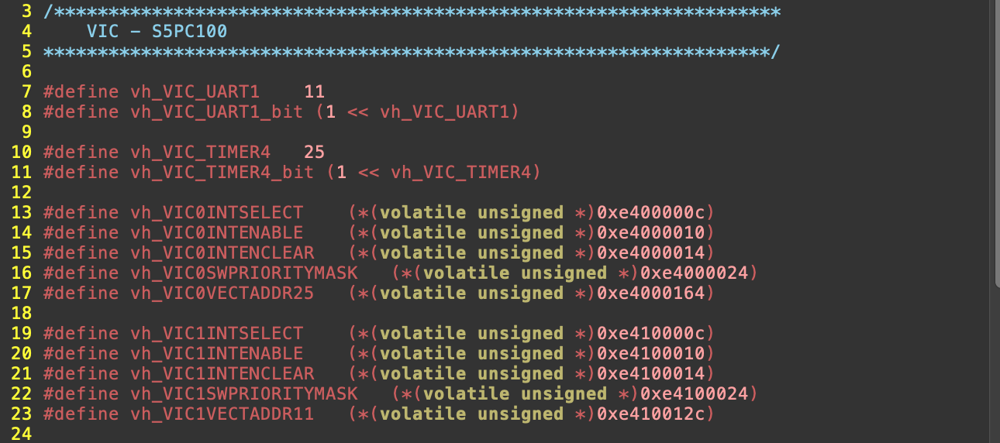 3 /*******************************************************************
4     VIC - S5PC100
5 *******************************************************************/
6
7 #define vh_VIC_UART1    11
8 #define vh_VIC_UART1_bit (1 << vh_VIC_UART1)
9
10 #define vh_VIC_TIMER4   25
11 #define vh_VIC_TIMER4_bit (1 << vh_VIC_TIMER4)
12
13 #define vh_VIC0INTSELECT    (*(volatile unsigned *)0xe400000c)
14 #define vh_VIC0INTENABLE    (*(volatile unsigned *)0xe4000010)
15 #define vh_VIC0INTENCLEAR   (*(volatile unsigned *)0xe4000014)
16 #define vh_VIC0SWPRIORITYMASK   (*(volatile unsigned *)0xe4000024)
17 #define vh_VIC0VECTADDR25   (*(volatile unsigned *)0xe4000164)
18
19 #define vh_VIC1INTSELECT    (*(volatile unsigned *)0xe410000c)
20 #define vh_VIC1INTENABLE    (*(volatile unsigned *)0xe4100010)
21 #define vh_VIC1INTENCLEAR   (*(volatile unsigned *)0xe4100014)
22 #define vh_VIC1SWPRIORITYMASK   (*(volatile unsigned *)0xe4100024)
23 #define vh_VIC1VECTADDR11   (*(volatile unsigned *)0xe410012c)
24